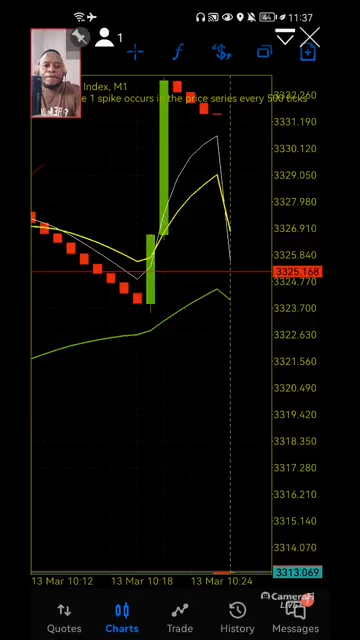 11:37
1
Index, M1
e 1 spike occurs in the price series every 500 ticks
3332.260
3331.190
3330.120
3329.050
3327.980
3326.910
3325.840
3325.168
3324.770
3323.700
3322.630
3321.560
3320.490
3319.420
3318.350
3317.280
3316.210
3315.140
3314.070
3313.069
13 Mar 10:12
13 Mar 10:18
13 Mar 10:24
CameraFi
LIVE
Quotes
Charts
Trade
History
Messages